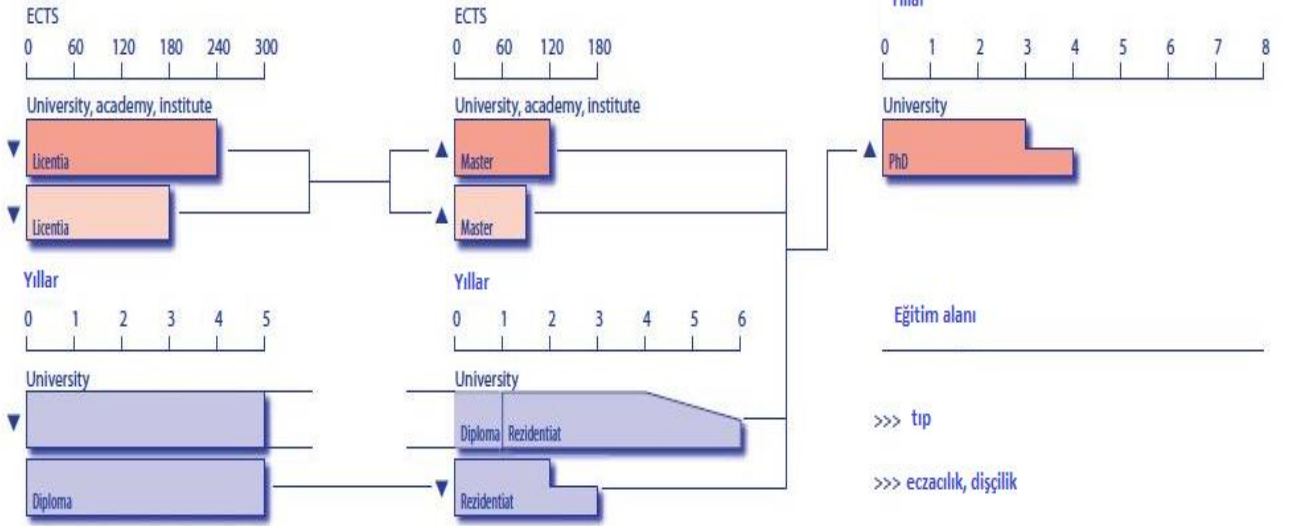 ECTS
0 60 120 180 240 300
University, academy, institute
Licentia
Licentia
Yıllar
0 1 2 3 4 5
University
Diploma
ECTS
0 60 120 180
University, academy, institute
Master
Master
Yıllar
0 1 2 3 4 5 6
University
Diploma Rezidentiat
Rezidentiat
Yıllar
0 1 2 3 4 5 6 7 8
University
PhD
Eğitim alanı
>>> tıp
>>> eczacılık, dişçilik